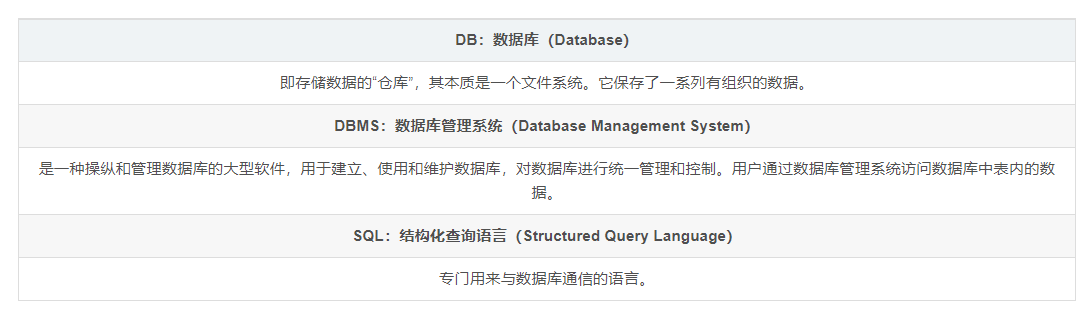 DB：数据库（Database）
即存储数据的“仓库”，其本质是一个文件系统。它保存了一系列有组织的数据。
DBMS：数据库管理系统（Database Management System）
是一种操纵和管理数据库的大型软件，用于建立、使用和维护数据库，对数据库进行统一管理和控制。用户通过数据库管理系统访问数据库中表内的数
据。
SQL：结构化查询语言（Structured Query Language）
专门用来与数据库通信的语言。